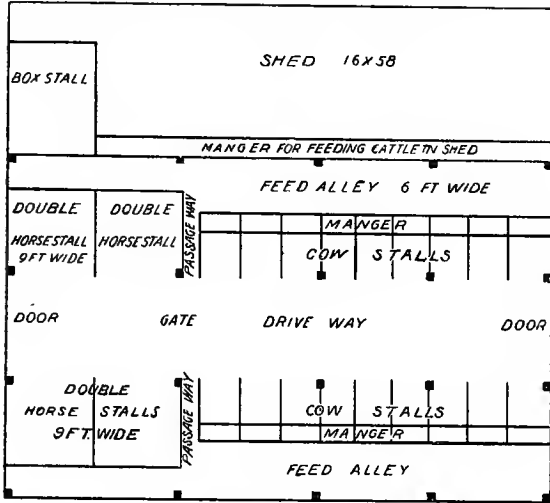 SHED 16X58
BOX STALL
MANGER FOR FEEDING CATTLE IN SHED
FEED ALLEY 6 FT WIDE
DOUBLE DOUBLE
HORSESTALL HORSESTALL
9FT WIDE
PASSAGE WAY
MANGER
COW STALLS
DOOR GATE DRIVE WAY DOOR
DOUBLE
HORSE STALLS
9FT. WIDE
PASSAGE WAY
COW STALLS
MANGER
FEED ALLEY